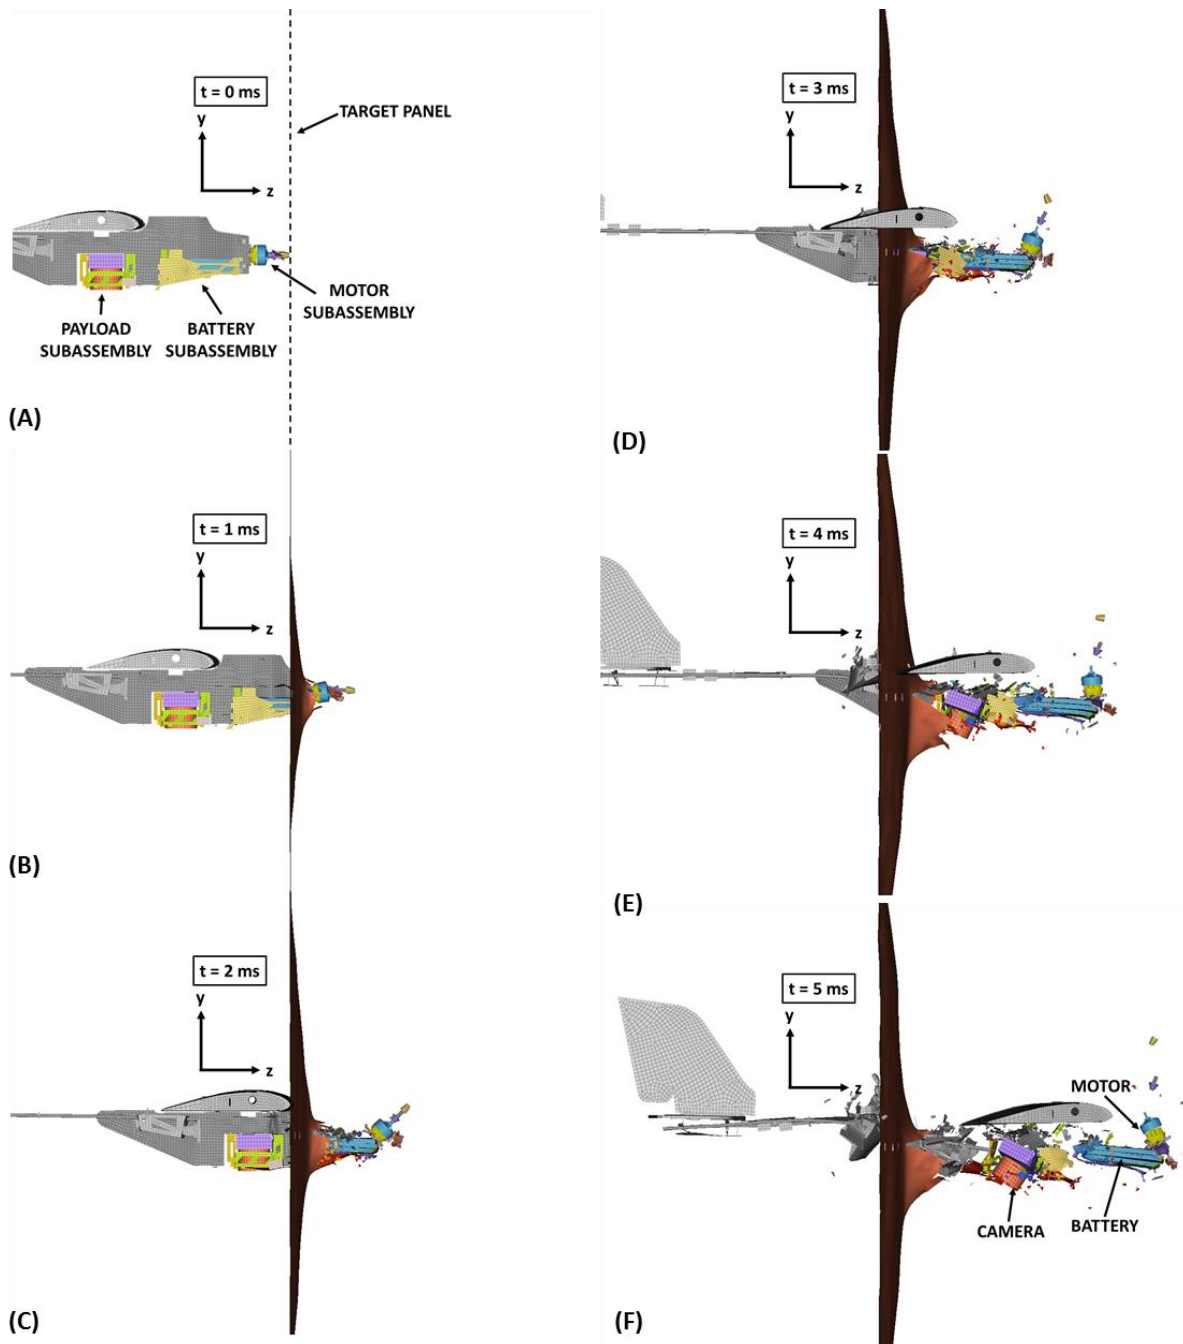 t = 0 ms
y
TARGET PANEL
z
MOTOR
SUBASSEMBLY
PAYLOAD
SUBASSEMBLY
BATTERY
SUBASSEMBLY
(A)
t = 1 ms
y
z
(B)
t = 2 ms
y
z
(C)
t = 3 ms
y
z
(D)
t = 4 ms
y
z
(E)
t = 5 ms
y
z
MOTOR
CAMERA
BATTERY
(F)